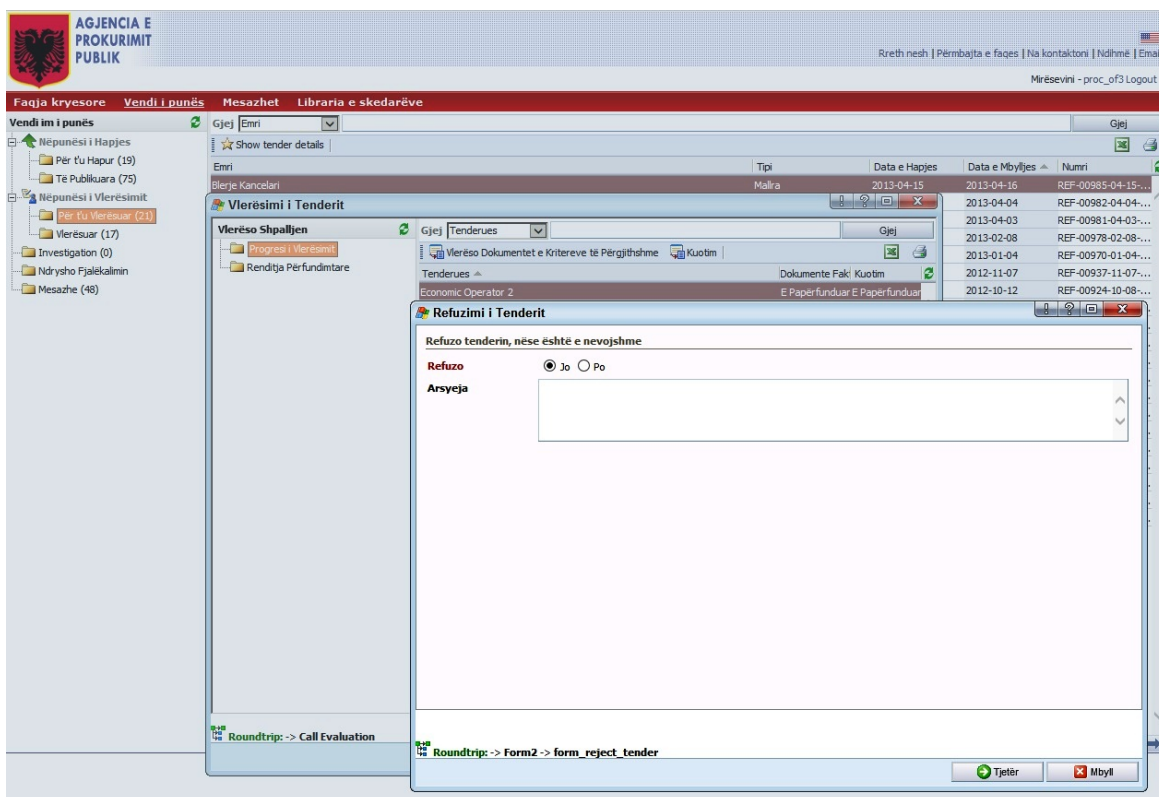 AGJENCIA E
PROKURIMIT
PUBLIK
Rreth nesh | Përmbajta e faqes | Na kontaktoni | Ndihmë | Emai
Mirësevini - proc_of3 Logout
Faqja kryesore Vendi i punës Mesazhet Libraria e skedarëve
Vendi im i punës
Nëpunësi i Hapjes
Për t'u Hapur (19)
Të Publikuara (75)
Nëpunësi i Vlerësimit
Për t'u Vlerësuar (21)
Vlerësuar (17)
Investigation (0)
Ndrysho Fjalëkalimin
Mesazhe (48)
Gjej Emri Gjej
Show tender details
Emri Tipi Data e Hapjes Data e Mbylljes Numri
Blerje Kancelari Mallra 2013-04-15 2013-04-16 REF-00985-04-15-...
2013-04-04 REF-00982-04-04-...
2013-04-03 REF-00981-04-03-...
2013-02-08 REF-00978-02-08-...
2013-01-04 REF-00970-01-04-...
2012-11-07 REF-00937-11-07-...
2012-10-12 REF-00924-10-08-...
Vlerësimi i Tenderit
Vlerëso Shpalljen
Progresi i Vlerësimit
Renditja Përfundimtare
Gjej Tenderues Gjej
Vlerëso Dokumentet e Kritereve të Përgjithshme Kuotim
Tenderues Dokumente Fakt Kuotim
Economic Operator 2 E Papërfunduar E Papërfunduar
Roundtrip: -> Call Evaluation
Refuzimi i Tenderit
Refuzo tenderin, nëse është e nevojshme
Refuzo Jo Po
Arsyeja
Roundtrip: -> Form2 -> form_reject_tender
Tjetër Mbyll